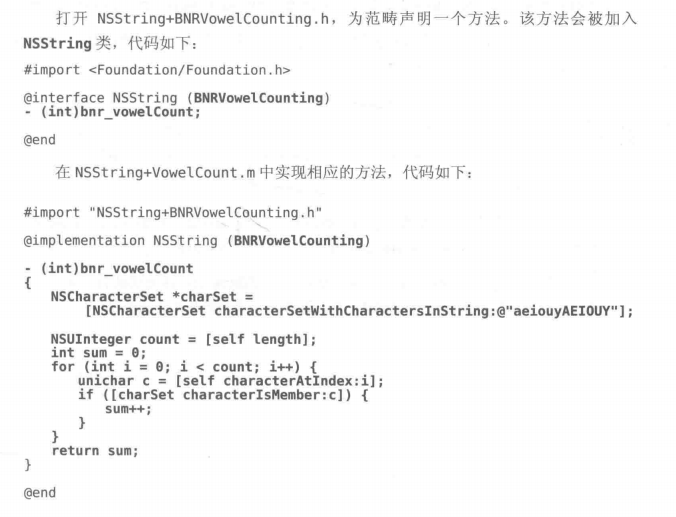 打开 NSString+BNRVowelCounting.h，为范畴声明一个方法。该方法会被加入
NSString 类，代码如下：
#import <Foundation/Foundation.h>
@interface NSString (BNRVowelCounting)
- (int)bnr_vowelCount;
@end
在 NSString+VowelCount.m 中实现相应的方法，代码如下：
#import "NSString+BNRVowelCounting.h"
@implementation NSString (BNRVowelCounting)
- (int)bnr_vowelCount
{
    NSCharacterSet *charSet =
        [NSCharacterSet characterSetWithCharactersInString:@"aeiouyAEIOUY"];
    NSUInteger count = [self length];
    int sum = 0;
    for (int i = 0; i < count; i++) {
        unichar c = [self characterAtIndex:i];
        if ([charSet characterIsMember:c]) {
            sum++;
        }
    }
    return sum;
}
@end